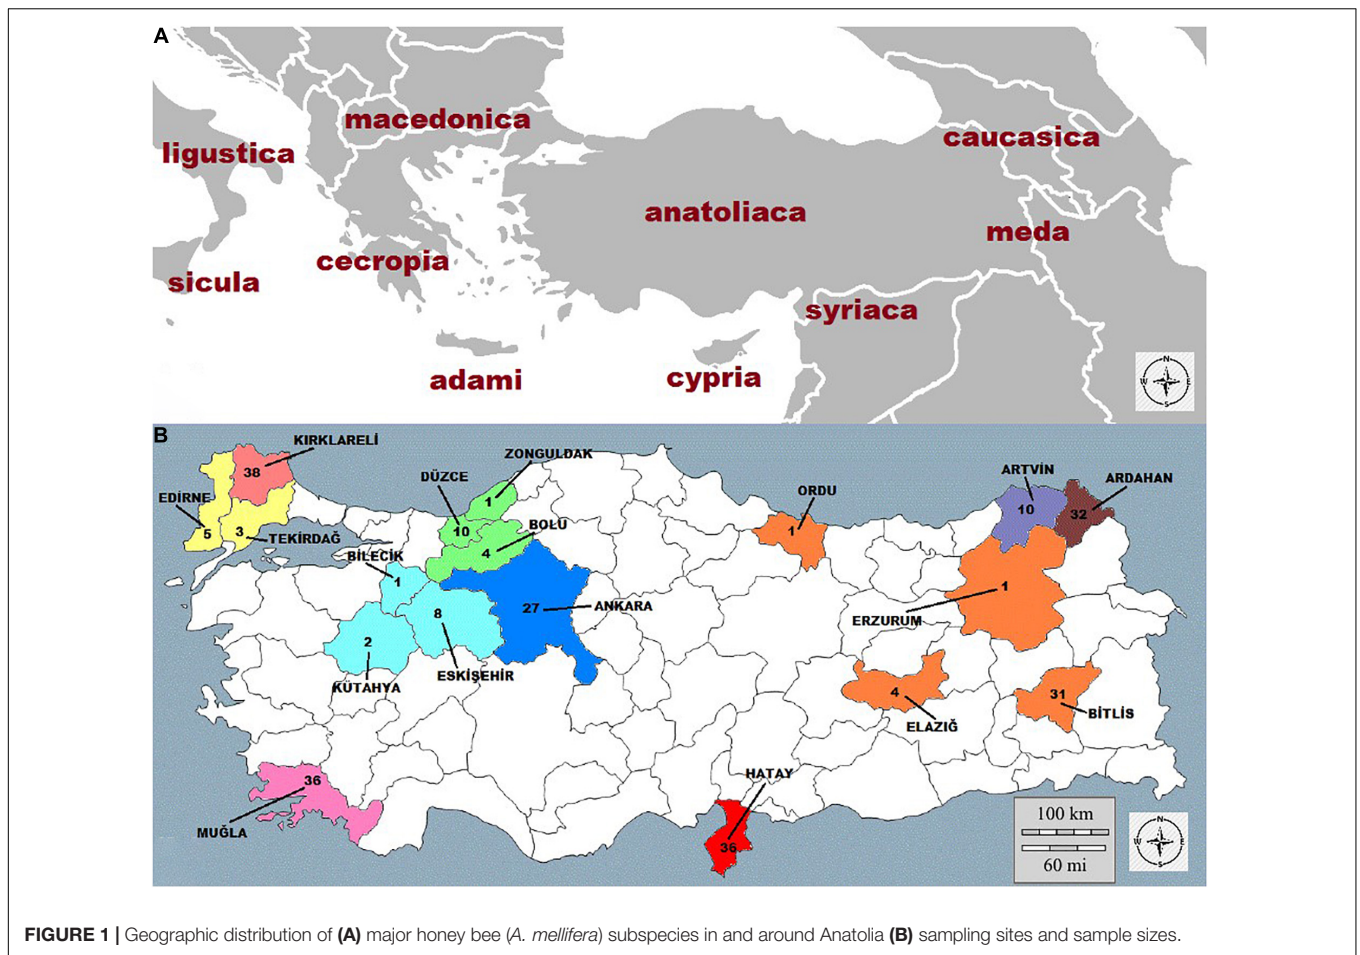 A
macedonica
ligustica
caucasica
anatoliaca
meda
cecropia
sicula
syriaca
adami
cypria
N
W E
S
B
KIRKLARELİ
38
EDİRNE
5
3
TEKİRDAĞ
ZONGULDAK
1
DÜZCE
10
BOLU
4
BİLECİK
1
8
ESKİŞEHİR
2
KÜTAHYA
27
ANKARA
ORDU
1
ARTVİN
10
ARDAHAN
32
1
ERZURUM
4
ELAZIĞ
31
BİTLİS
36
MUĞLA
HATAY
36
100 km
60 mi
N
W E
S
FIGURE 1 | Geographic distribution of (A) major honey bee (A. mellifera) subspecies in and around Anatolia (B) sampling sites and sample sizes.